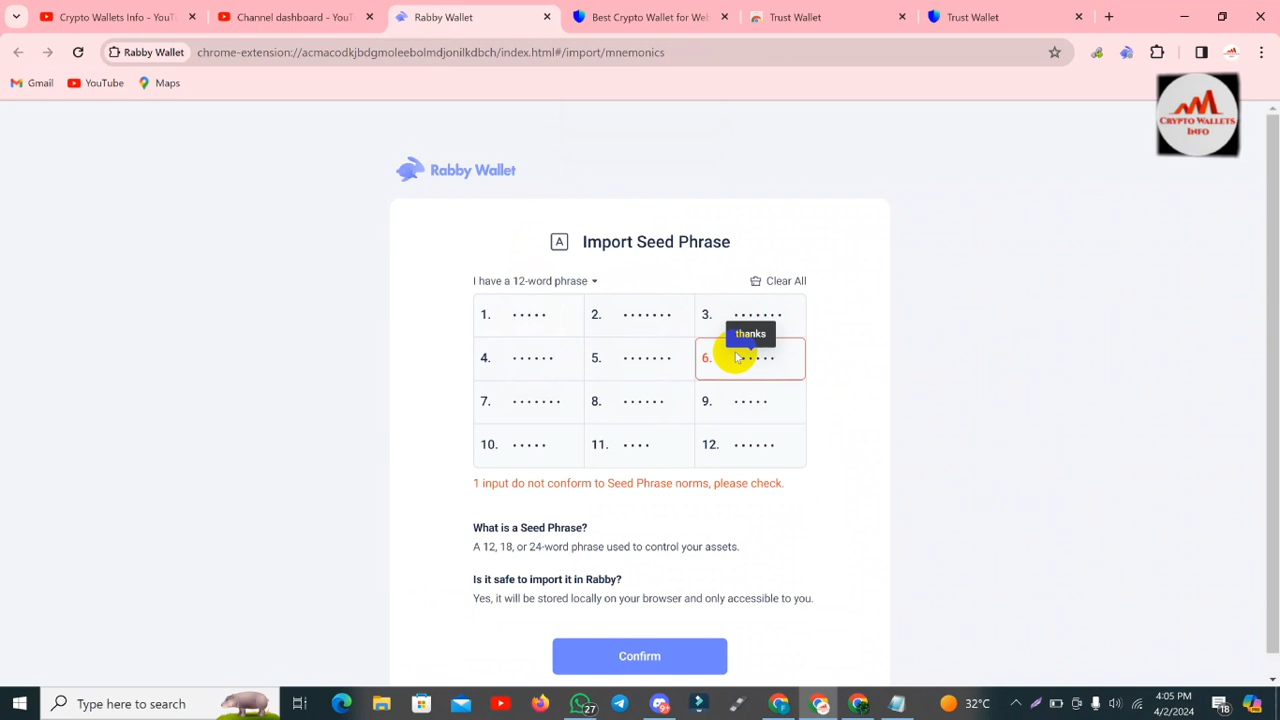 Crypto Wallets Info - YouT
Channel dashboard - YouT
Rabby Wallet
Best Crypto Wallet for Web
Trust Wallet
Trust Wallet
Rabby Wallet
chrome-extension://acmacodkjbdgmoleebolmdjonilkdbch/index.html#/import/mnemonics
Gmail
YouTube
Maps
CRYPTO WALLETS
INFO
Rabby Wallet
A Import Seed Phrase
I have a 12-word phrase
Clear All
1. •••••
2. •••••••
3. •••••••
thanks
4. ••••••
5. •••••••
6.
7. •••••••
8. ••••••
9. •••••
10. •••••
11. ••••
12. ••••••
1 input do not conform to Seed Phrase norms, please check.
What is a Seed Phrase?
A 12, 18, or 24-word phrase used to control your assets.
Is it safe to import it in Rabby?
Yes, it will be stored locally on your browser and only accessible to you.
Confirm
Type here to search
27
9+
32°C
4:05 PM
4/2/2024
18